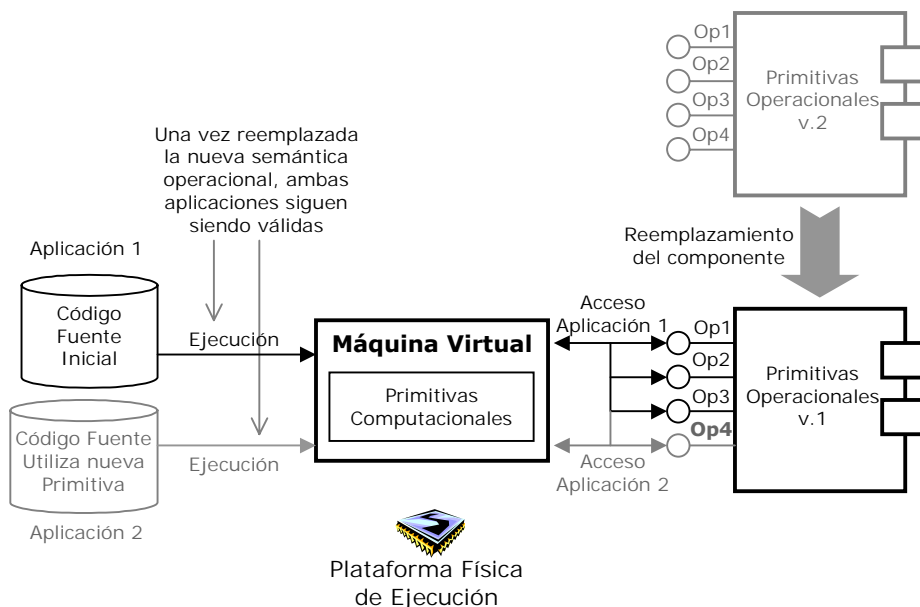 Op1
Op2
Op3
Op4
Primitivas
Operacionales
v.2
Una vez reemplazada
la nueva semántica
operacional, ambas
aplicaciones siguen
siendo válidas
Reemplazamiento
del componente
Aplicación 1
Código
Fuente
Inicial
Ejecución
Máquina Virtual
Primitivas
Computacionales
Acceso
Aplicación 1
Op1
Op2
Op3
Op4
Primitivas
Operacionales
v.1
Código Fuente
Utiliza nueva
Primitiva
Ejecución
Acceso
Aplicación 2
Aplicación 2
Plataforma Física
de Ejecución